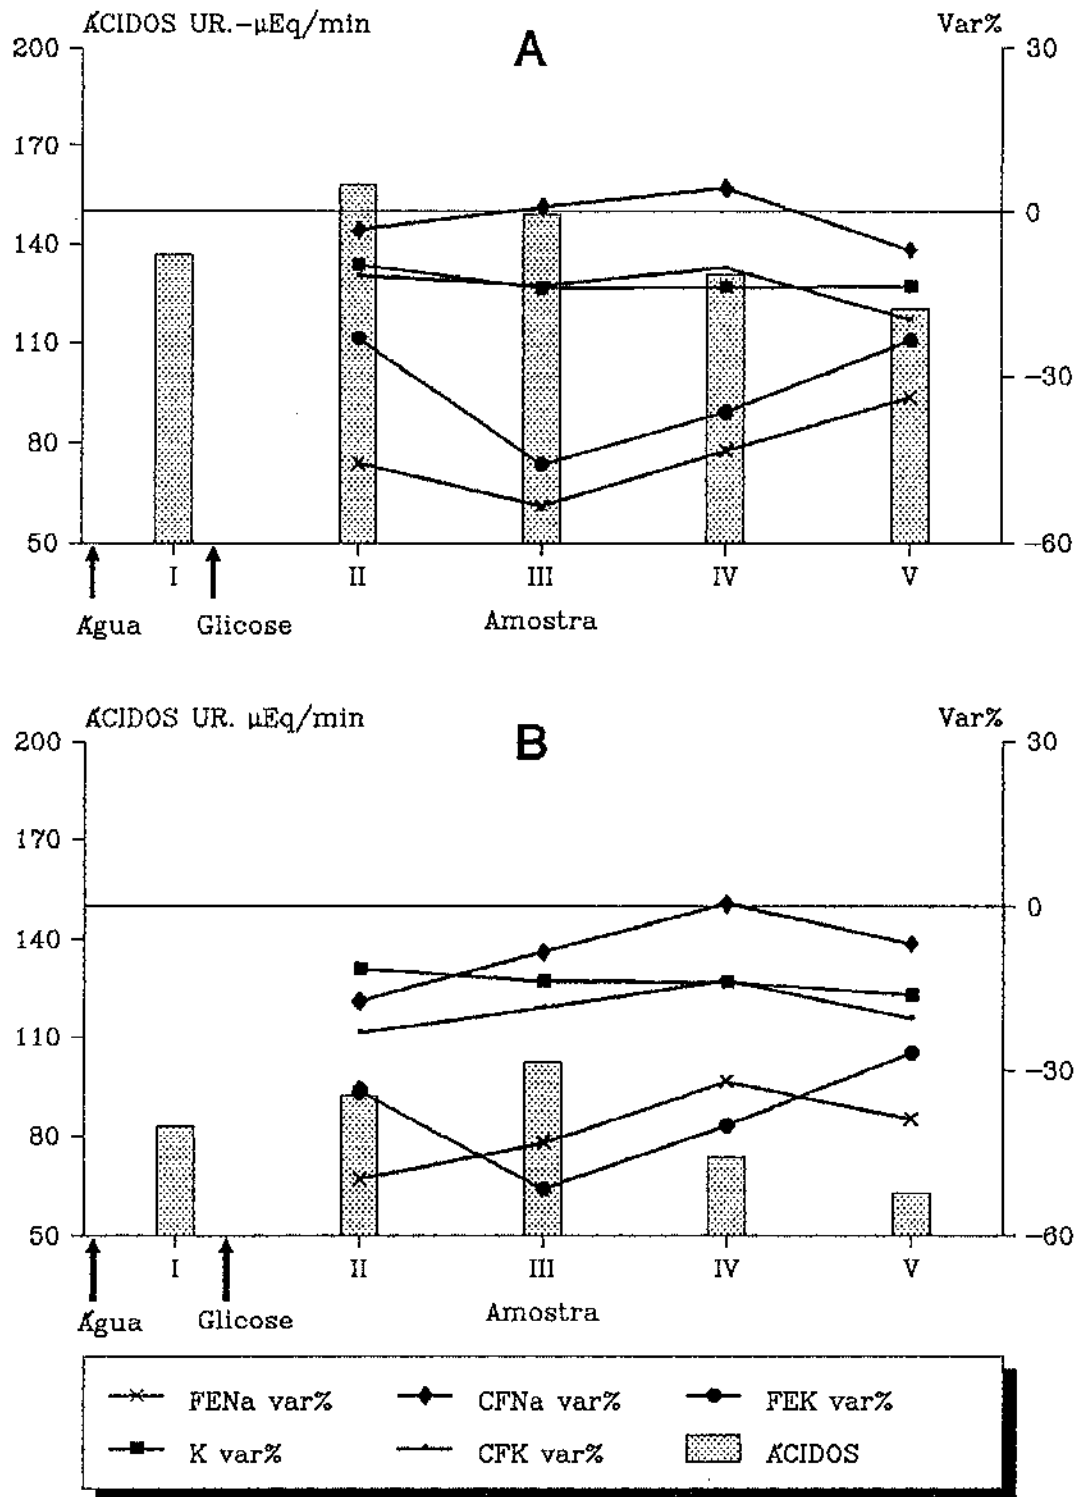 ÁCIDOS UR.-µEq/min
A
Var%
200
170
140
110
80
50
30
0
-30
-60
I
II
III
IV
V
Água
Glicose
Amostra
ÁCIDOS UR. µEq/min
B
Var%
200
170
140
110
80
50
30
0
-30
-60
I
II
III
IV
V
Água
Glicose
Amostra
FENa var%
CFNa var%
FEK var%
K var%
CFK var%
ÁCIDOS